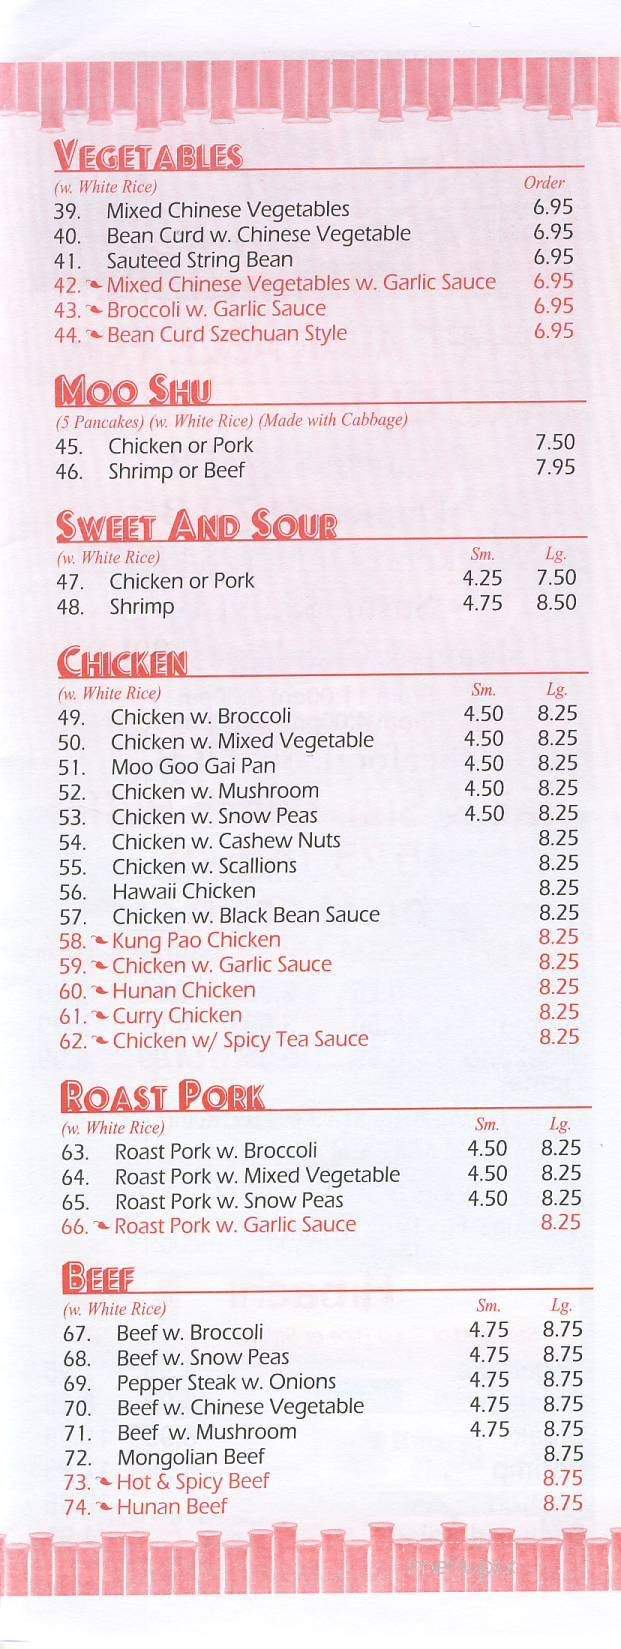 VEGETABLES
(w. White Rice) Order
39. Mixed Chinese Vegetables 6.95
40. Bean Curd w. Chinese Vegetable 6.95
41. Sauteed String Bean 6.95
42. Mixed Chinese Vegetables w. Garlic Sauce 6.95
43. Broccoli w. Garlic Sauce 6.95
44. Bean Curd Szechuan Style 6.95
MOO SHU
(5 Pancakes) (w. White Rice) (Made with Cabbage)
45. Chicken or Pork 7.50
46. Shrimp or Beef 7.95
SWEET AND SOUR
(w. White Rice) Sm. Lg.
47. Chicken or Pork 4.25 7.50
48. Shrimp 4.75 8.50
CHICKEN
(w. White Rice) Sm. Lg.
49. Chicken w. Broccoli 4.50 8.25
50. Chicken w. Mixed Vegetable 4.50 8.25
51. Moo Goo Gai Pan 4.50 8.25
52. Chicken w. Mushroom 4.50 8.25
53. Chicken w. Snow Peas 4.50 8.25
54. Chicken w. Cashew Nuts 8.25
55. Chicken w. Scallions 8.25
56. Hawaii Chicken 8.25
57. Chicken w. Black Bean Sauce 8.25
58. Kung Pao Chicken 8.25
59. Chicken w. Garlic Sauce 8.25
60. Hunan Chicken 8.25
61. Curry Chicken 8.25
62. Chicken w/ Spicy Tea Sauce 8.25
ROAST PORK
(w. White Rice) Sm. Lg.
63. Roast Pork w. Broccoli 4.50 8.25
64. Roast Pork w. Mixed Vegetable 4.50 8.25
65. Roast Pork w. Snow Peas 4.50 8.25
66. Roast Pork w. Garlic Sauce 8.25
BEEF
(w. White Rice) Sm. Lg.
67. Beef w. Broccoli 4.75 8.75
68. Beef w. Snow Peas 4.75 8.75
69. Pepper Steak w. Onions 4.75 8.75
70. Beef w. Chinese Vegetable 4.75 8.75
71. Beef w. Mushroom 4.75 8.75
72. Mongolian Beef 8.75
73. Hot & Spicy Beef 8.75
74. Hunan Beef 8.75